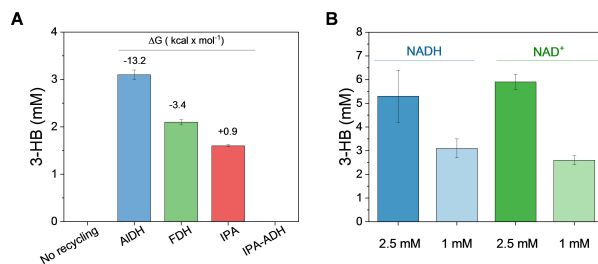 A
ΔG ( kcal x mol⁻¹)
-13.2
-3.4
+0.9
4
3
2
1
0
3-HB (mM)
No recycling
AlDH
FDH
IPA
IPA-ADH
B
NADH
NAD⁺
8
7
6
5
4
3
2
1
0
3-HB (mM)
2.5 mM
1 mM
2.5 mM
1 mM